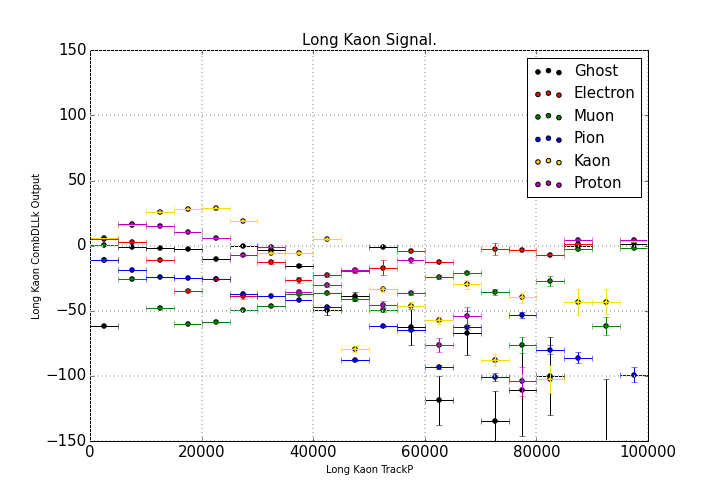 Long Kaon Signal.
150
100
50
0
−50
−100
−150
Long Kaon CombDLLk Output
Ghost
Electron
Muon
Pion
Kaon
Proton
0 20000 40000 60000 80000 100000
Long Kaon TrackP